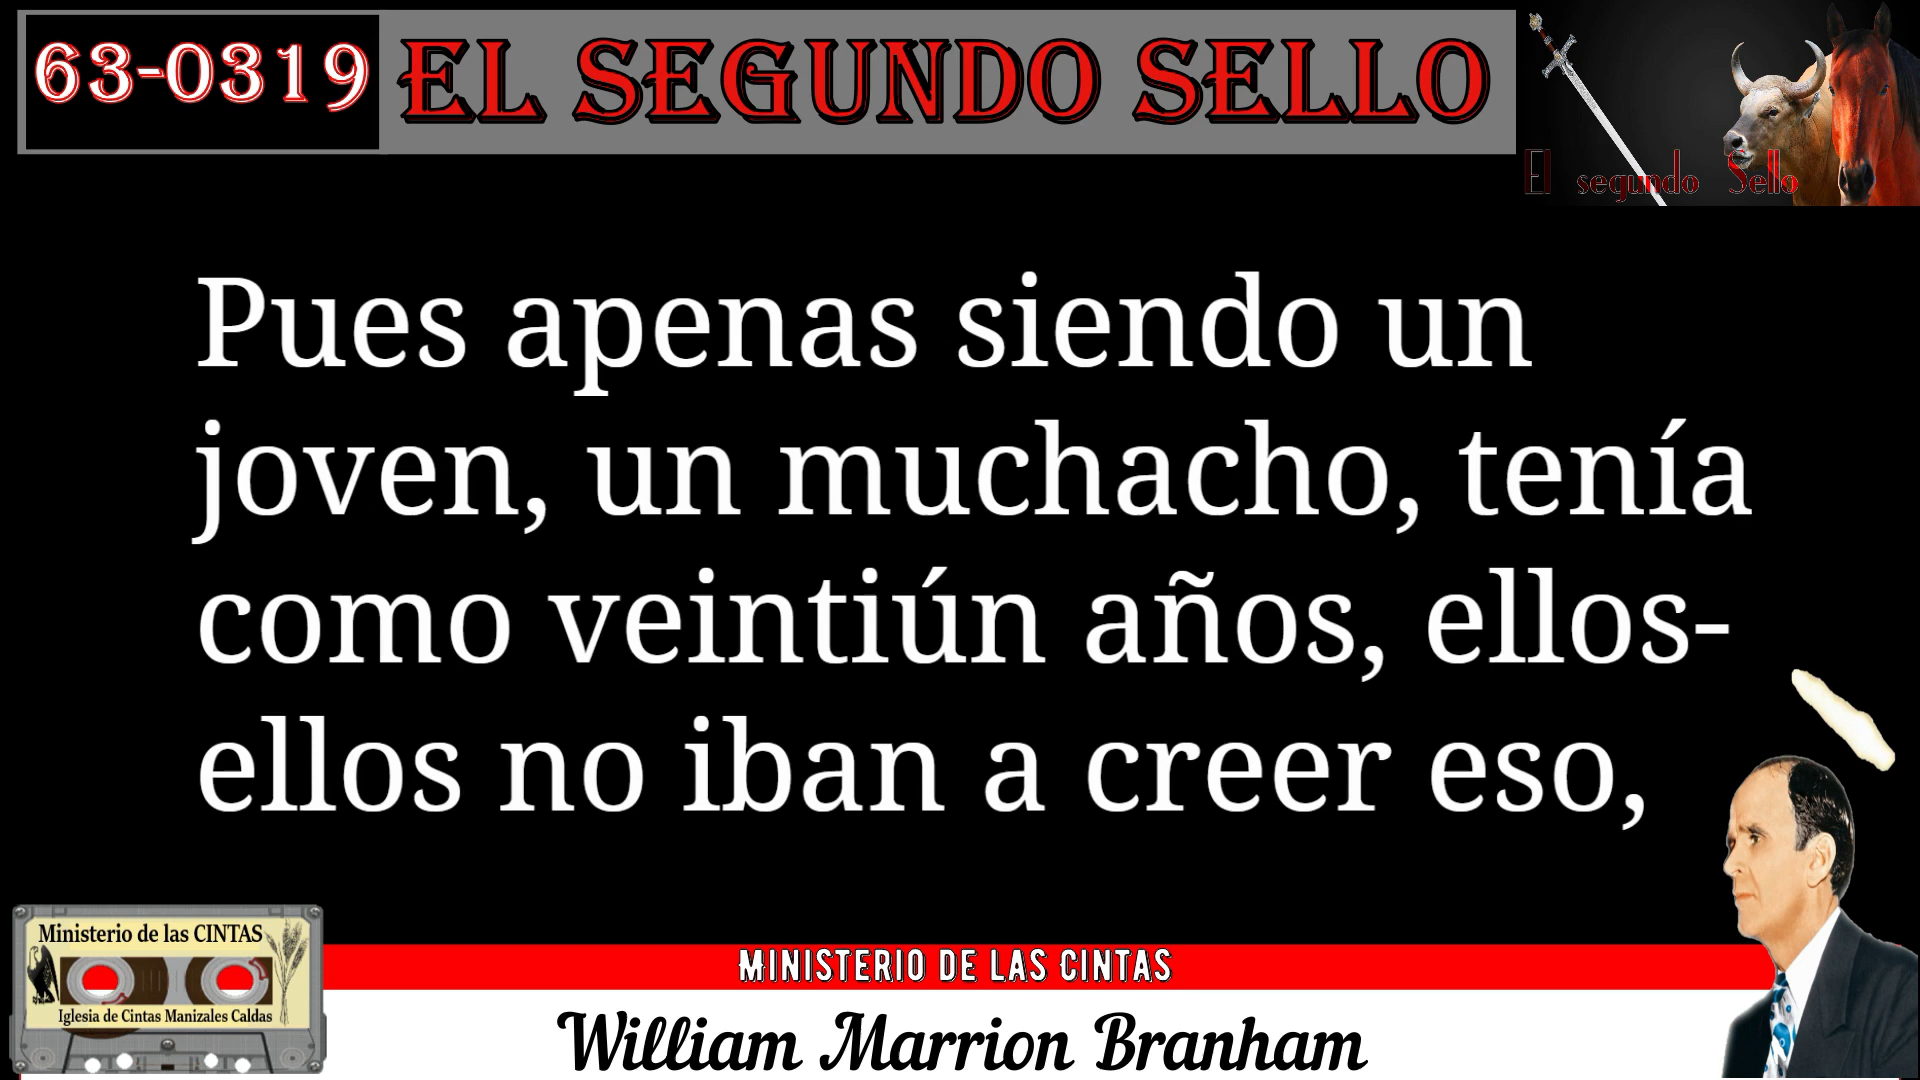 63-0319
EL SEGUNDO SELLO
El segundo Sello
Pues apenas siendo un
joven, un muchacho, tenía
como veintiún años, ellos-
ellos no iban a creer eso,
Ministerio de las CINTAS
Iglesia de Cintas Manizales Caldas
MINISTERIO DE LAS CINTAS
William Marrion Branham